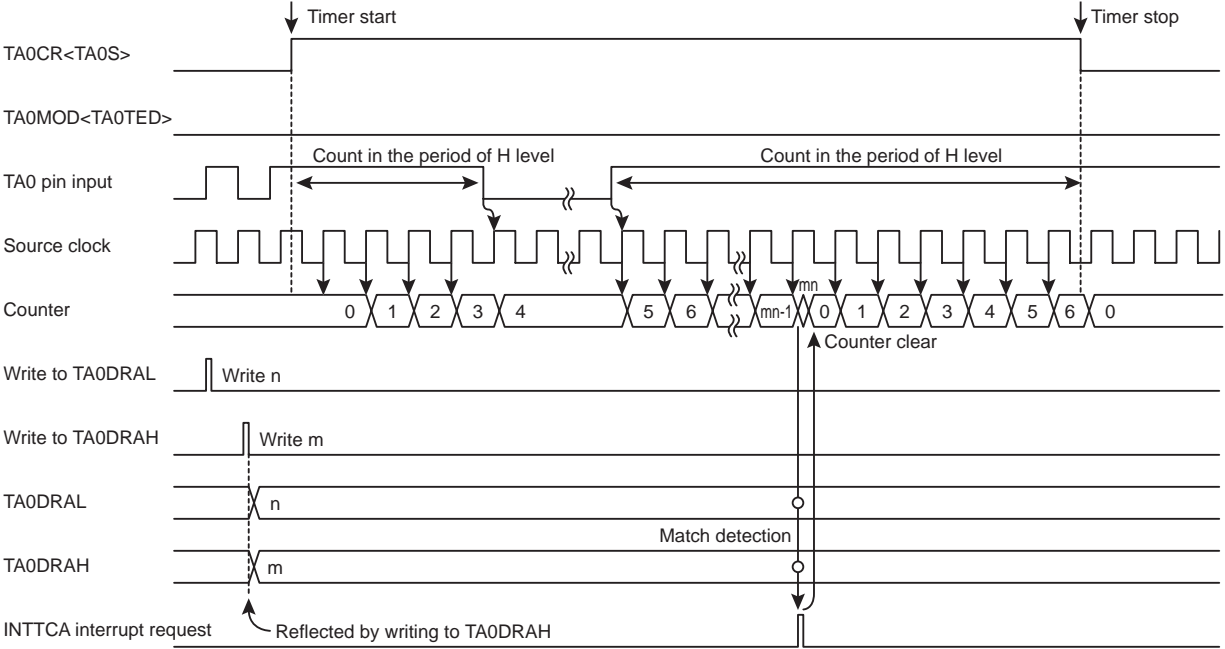 Timer start
Timer stop
TA0CR<TA0S>
TA0MOD<TA0TED>
Count in the period of H level
Count in the period of H level
TA0 pin input
Source clock
mn
Counter
0 1 2 3 4 5 6 mn-1 0 1 2 3 4 5 6 0
Counter clear
Write to TA0DRAL
Write n
Write to TA0DRAH
Write m
TA0DRAL
n
Match detection
TA0DRAH
m
INTTCA interrupt request
Reflected by writing to TA0DRAH